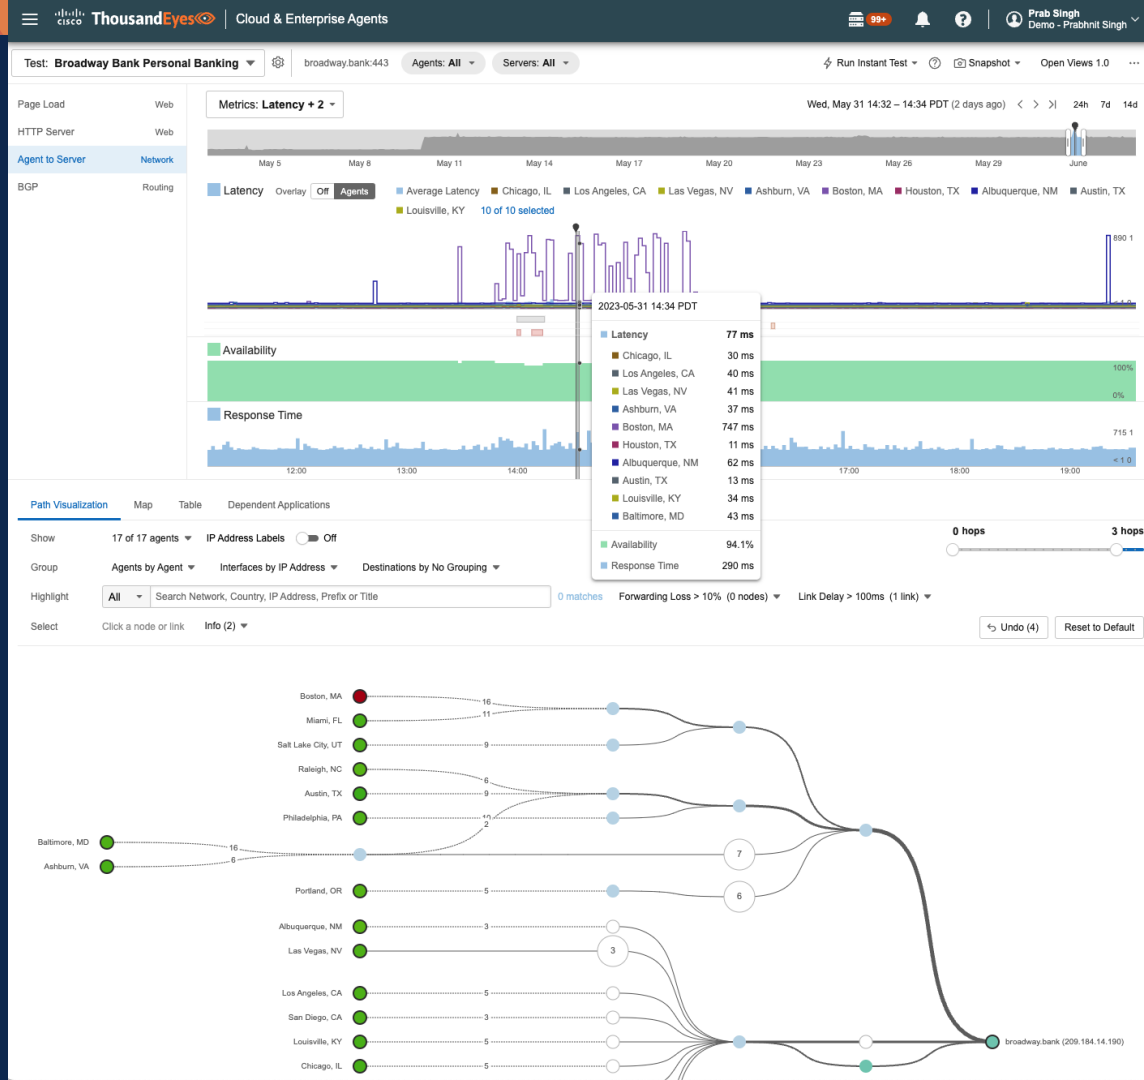 cisco ThousandEyes Cloud & Enterprise Agents 99+ ? Prab Singh
Demo - Prabhnit Singh
Test: Broadway Bank Personal Banking broadway.bank:443 Agents: All Servers: All Run Instant Test ? Snapshot Open Views 1.0 ...
Page Load Web
HTTP Server Web
Agent to Server Network
BGP Routing
Metrics: Latency + 2 Wed, May 31 14:32 – 14:34 PDT (2 days ago) < > >| 24h 7d 14d
May 5 May 8 May 11 May 14 May 17 May 20 May 23 May 26 May 29 June
Latency Overlay Off Agents Average Latency Chicago, IL Los Angeles, CA Las Vegas, NV Ashburn, VA Boston, MA Houston, TX Albuquerque, NM Austin, TX
Louisville, KY 10 of 10 selected
890 1
2023-05-31 14:34 PDT
Latency 77 ms
Chicago, IL 30 ms
Los Angeles, CA 40 ms
Las Vegas, NV 41 ms
Ashburn, VA 37 ms
Boston, MA 747 ms
Houston, TX 11 ms
Albuquerque, NM 62 ms
Austin, TX 13 ms
Louisville, KY 34 ms
Baltimore, MD 43 ms
Availability 94.1%
Response Time 290 ms
Availability
100%
0%
Response Time
715 1
< 1 0
12:00 13:00 14:00 17:00 18:00 19:00
Path Visualization Map Table Dependent Applications
Show 17 of 17 agents IP Address Labels Off
0 hops 3 hops
Group Agents by Agent Interfaces by IP Address Destinations by No Grouping
Highlight All Search Network, Country, IP Address, Prefix or Title 0 matches Forwarding Loss > 10% (0 nodes) Link Delay > 100ms (1 link)
Select Click a node or link Info (2) Undo (4) Reset to Default
Boston, MA 16
Miami, FL 11
Salt Lake City, UT 9
Raleigh, NC 6
Austin, TX 9
Philadelphia, PA 10
2
Baltimore, MD 16
Ashburn, VA 6
7
Portland, OR 5
6
Albuquerque, NM 3
Las Vegas, NV 3
Los Angeles, CA 5
San Diego, CA 3
Louisville, KY 5
broadway.bank (209.184.14.190)
Chicago, IL 5